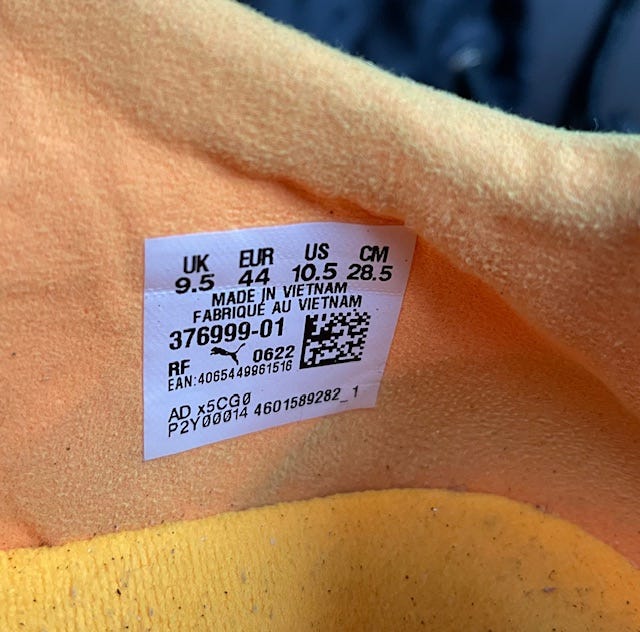 UK EUR US CM
9.5 44 10.5 28.5
MADE IN VIETNAM
FABRIQUÉ AU VIETNAM
376999-01
RF 0622
EAN:4065449961516
AD x5CG0
P2Y00014 4601589282_1